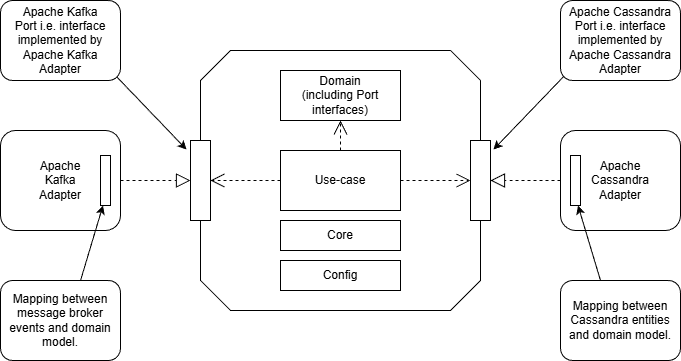 Apache Kafka
Port i.e. interface
implemented by
Apache Kafka
Adapter
Apache Cassandra
Port i.e. interface
implemented by
Apache Cassandra
Adapter
Domain
(including Port
interfaces)
Apache
Kafka
Adapter
Use-case
Apache
Cassandra
Adapter
Core
Config
Mapping between
message broker
events and domain
model.
Mapping between
Cassandra entities
and domain model.